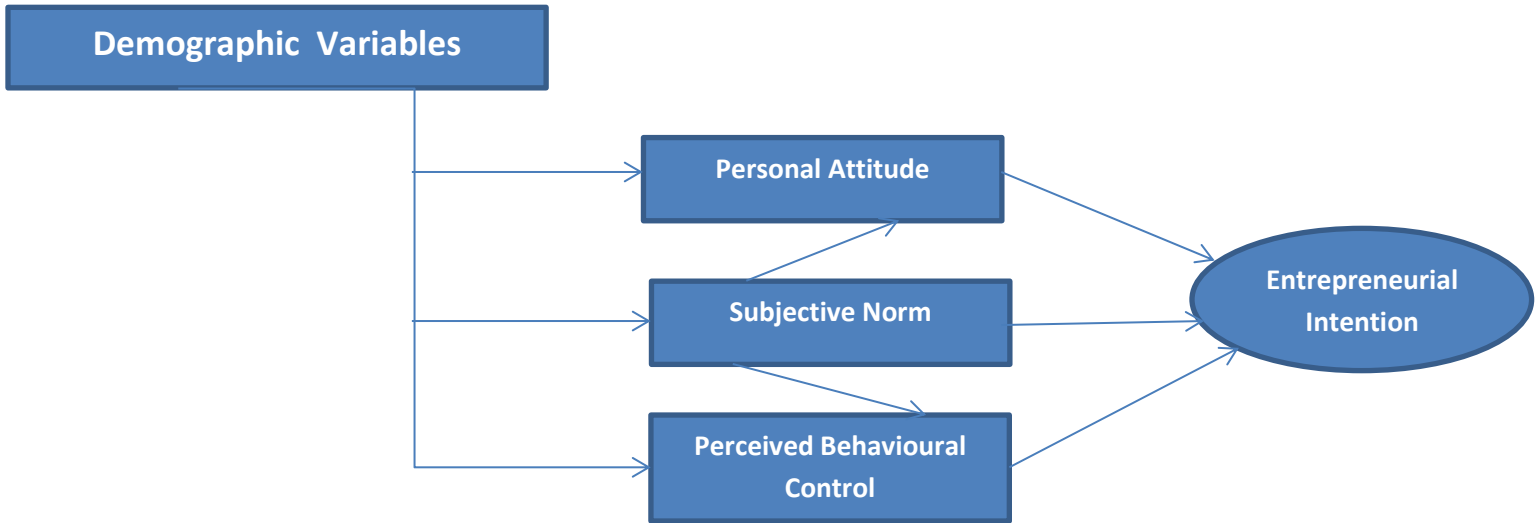 Demographic Variables
Personal Attitude
Subjective Norm
Entrepreneurial
Intention
Perceived Behavioural
Control